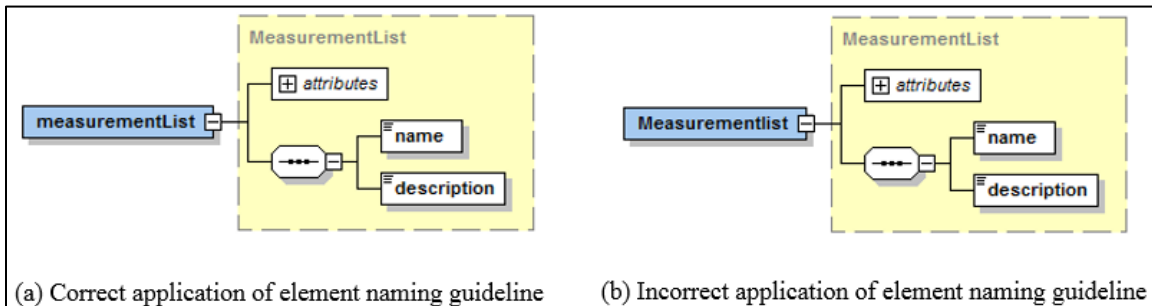 MeasurementList
attributes
measurementList
name
description
(a) Correct application of element naming guideline
MeasurementList
attributes
Measurementlist
name
description
(b) Incorrect application of element naming guideline